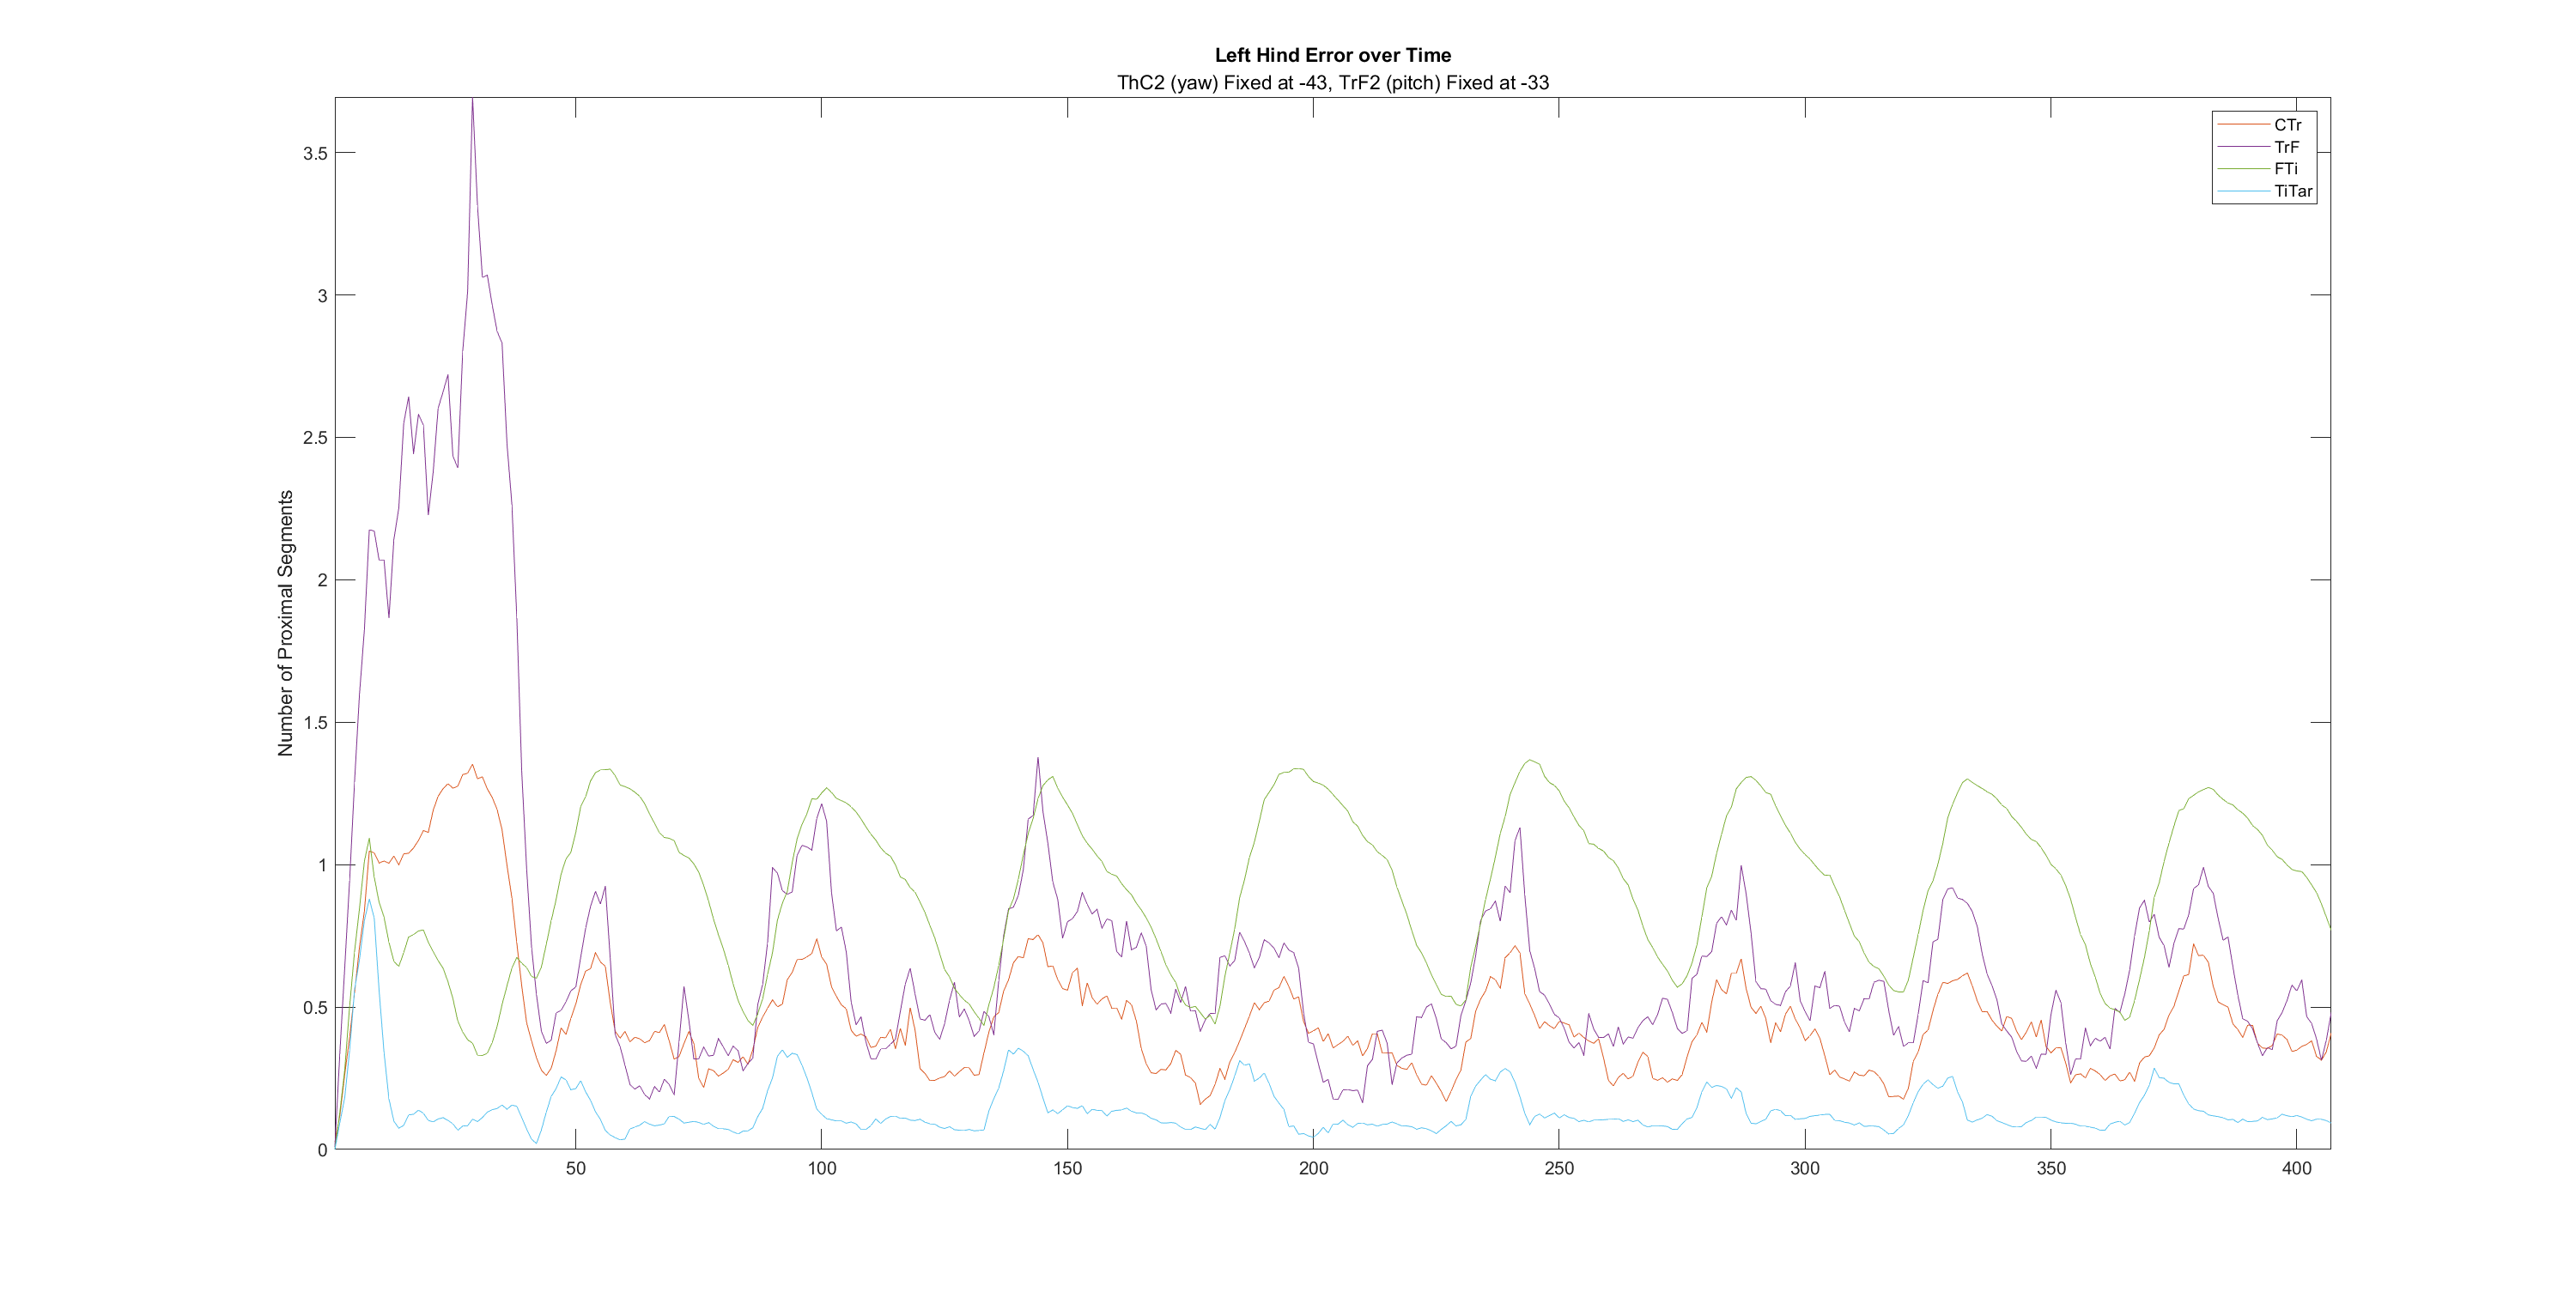 Left Hind Error over Time
ThC2 (yaw) Fixed at -43, TrF2 (pitch) Fixed at -33
CTr
TrF
FTi
TiTar
Number of Proximal Segments
3.5
3
2.5
2
1.5
1
0.5
0
50 100 150 200 250 300 350 400